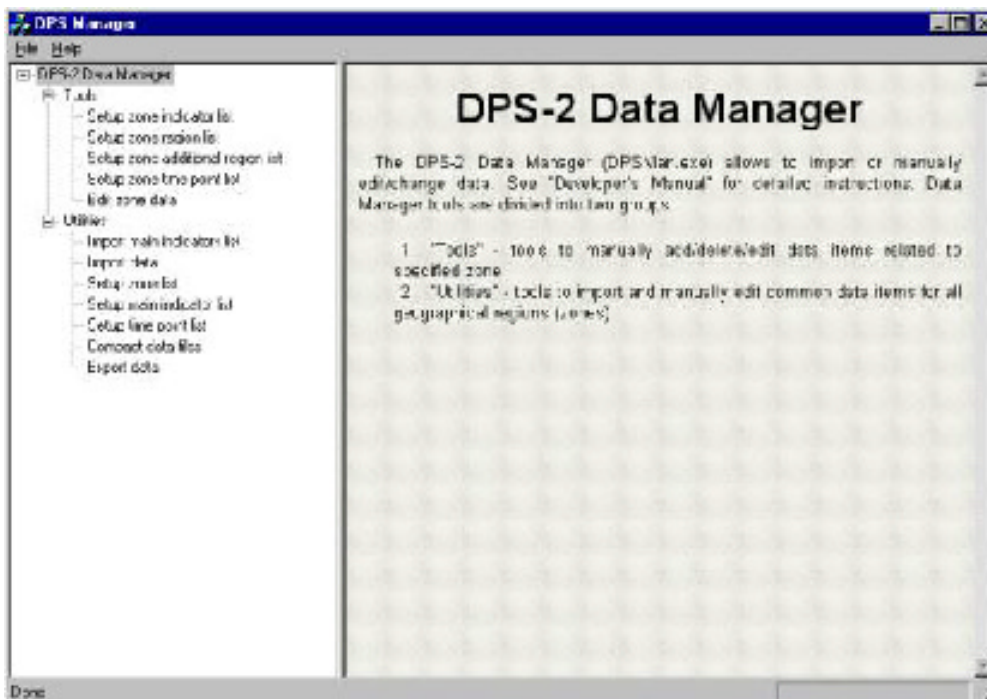 DPS Manager
File Help
DPS-2 Data Manager
Tools
Setup zone indicator list
Setup zone region list
Setup zone additional region list
Setup zone time point list
Edit zone data
Utilities
Import main indicators list
Import data
Setup zone list
Setup main indicator list
Setup time point list
Compact data files
Export data
DPS-2 Data Manager
The DPS-2 Data Manager (DPSMan.exe) allows to import or manually
edit/change data. See "Developer's Manual" for detailed instructions. Data
Manager tools are divided into two groups
1 "Tools" - tools to manually add/delete/edit data items related to
specified zone
2 "Utilities" - tools to import and manually edit common data items for all
geographical regions (zones)
Done